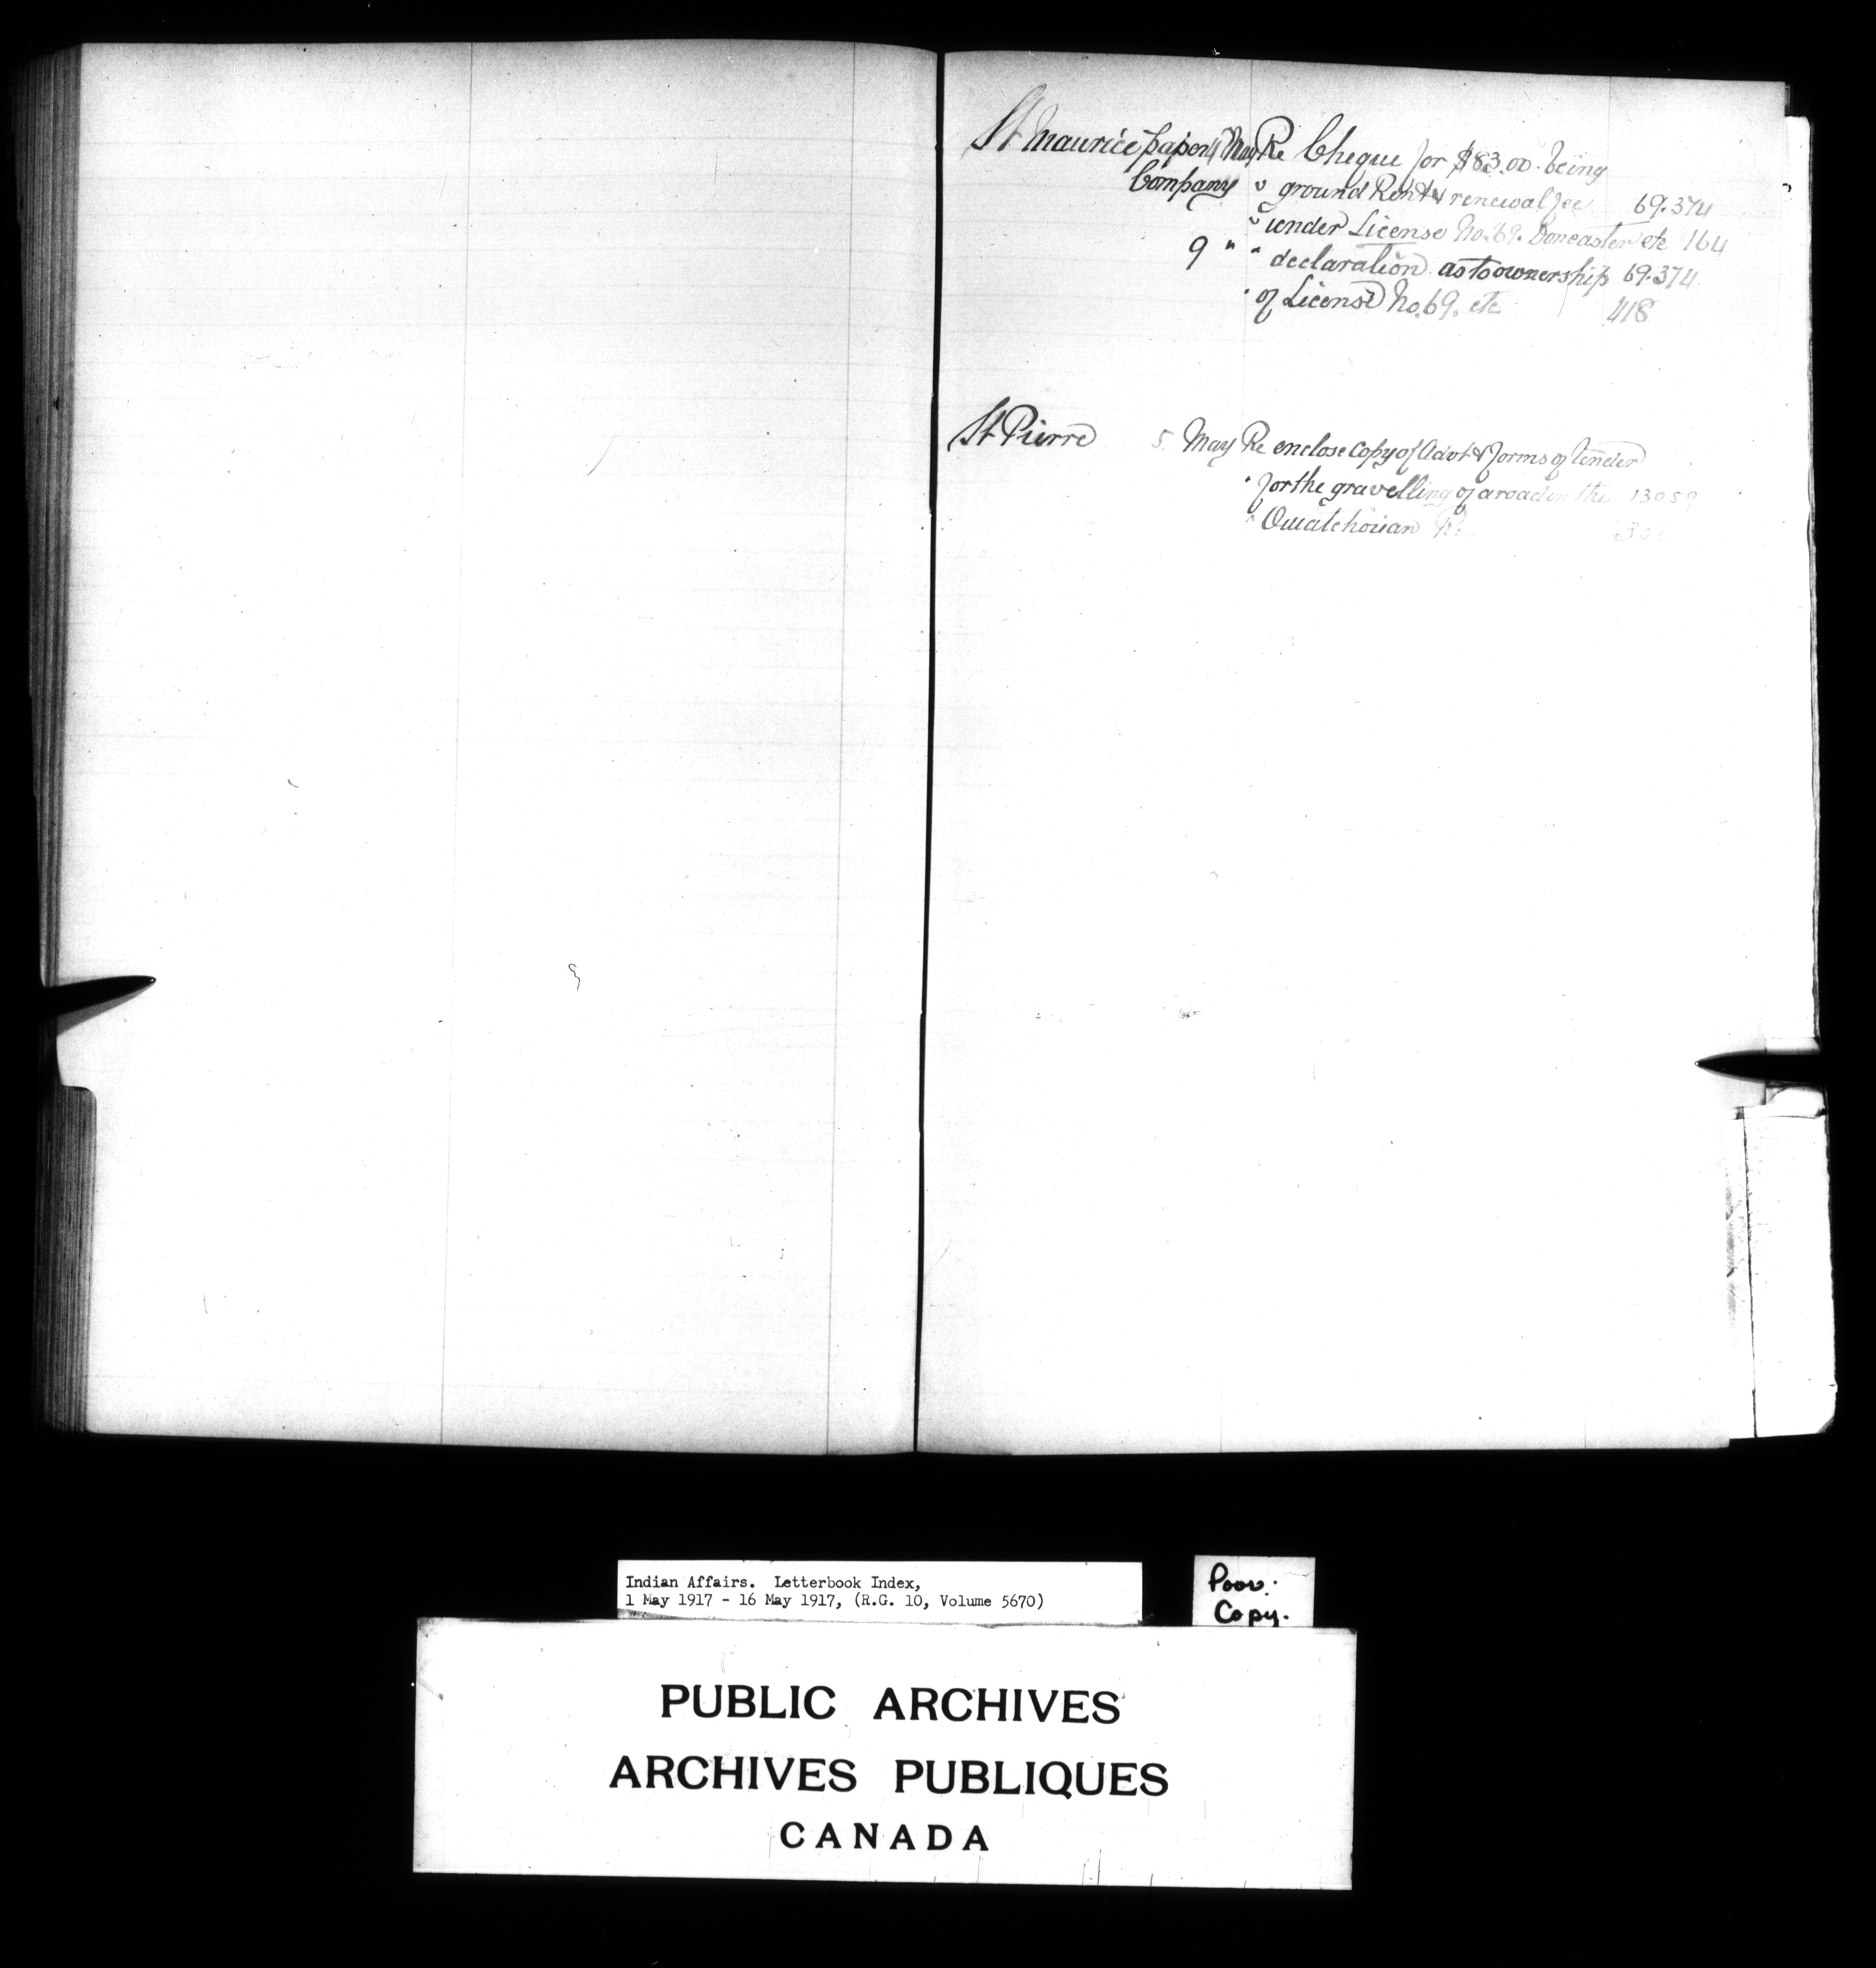 St Maurice paper 4 May Re Cheque for $83.00 being
Company " ground Rent & renewal fee 69.374
" under License No. 69. Doncaster etc 164
9 " " declaration as to ownership 69.374
" of License No. 69. etc 418
St Pierre 5 May Re enclose copy of Advt & forms of tender
" for the gravelling of a road in the 13059
" Ouiatchouan
Indian Affairs. Letterbook Index,
1 May 1917 - 16 May 1917, (R.G. 10, Volume 5670)
Poor
Copy.
PUBLIC ARCHIVES
ARCHIVES PUBLIQUES
CANADA